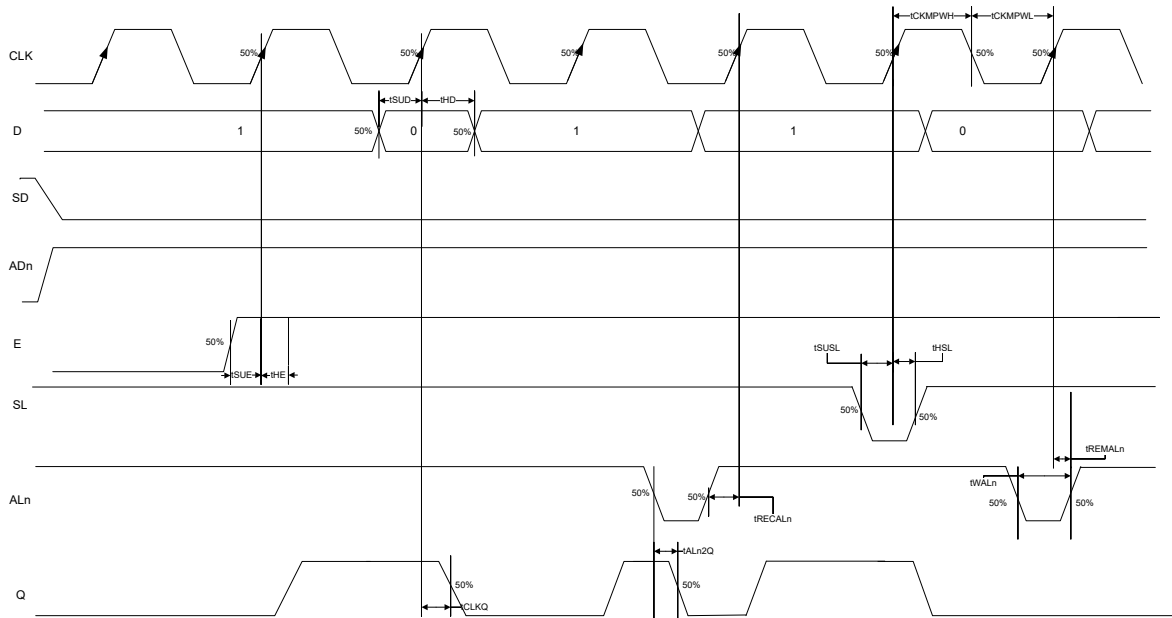 tCKMPWH tCKMPWL
CLK 50% 50% 50% 50% 50% 50% 50%
tSUD tHD
D 1 50% 0 50% 1 1 0
SD
ADn
E 50%
tSUE tHE
tSUSL tHSL
SL
50% 50%
tREMALn
tWALn
ALn 50% 50% 50% 50%
tRECALn
tALn2Q
Q 50% 50%
tCLKQ